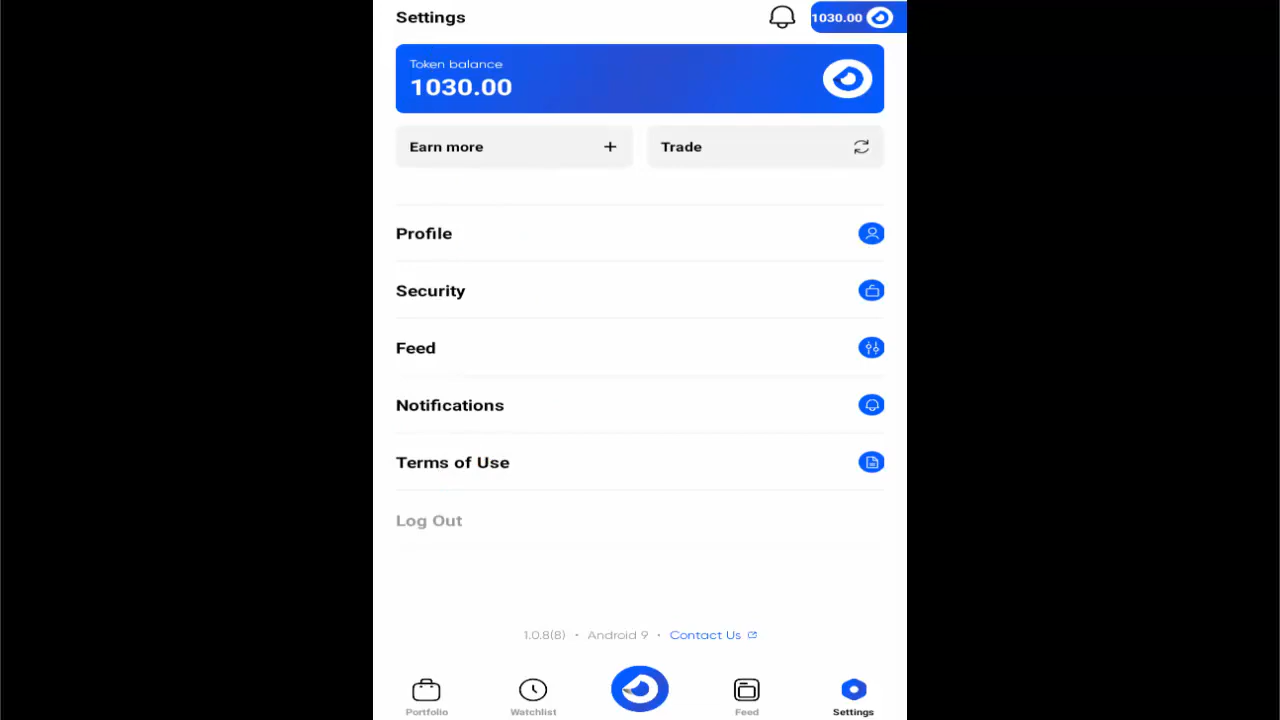 Settings
1030.00
Token balance
1030.00
Earn more
Trade
Profile
Security
Feed
Notifications
Terms of Use
Log Out
1.0.8(8) • Android 9 • Contact Us
Portfolio
Watchlist
Feed
Settings